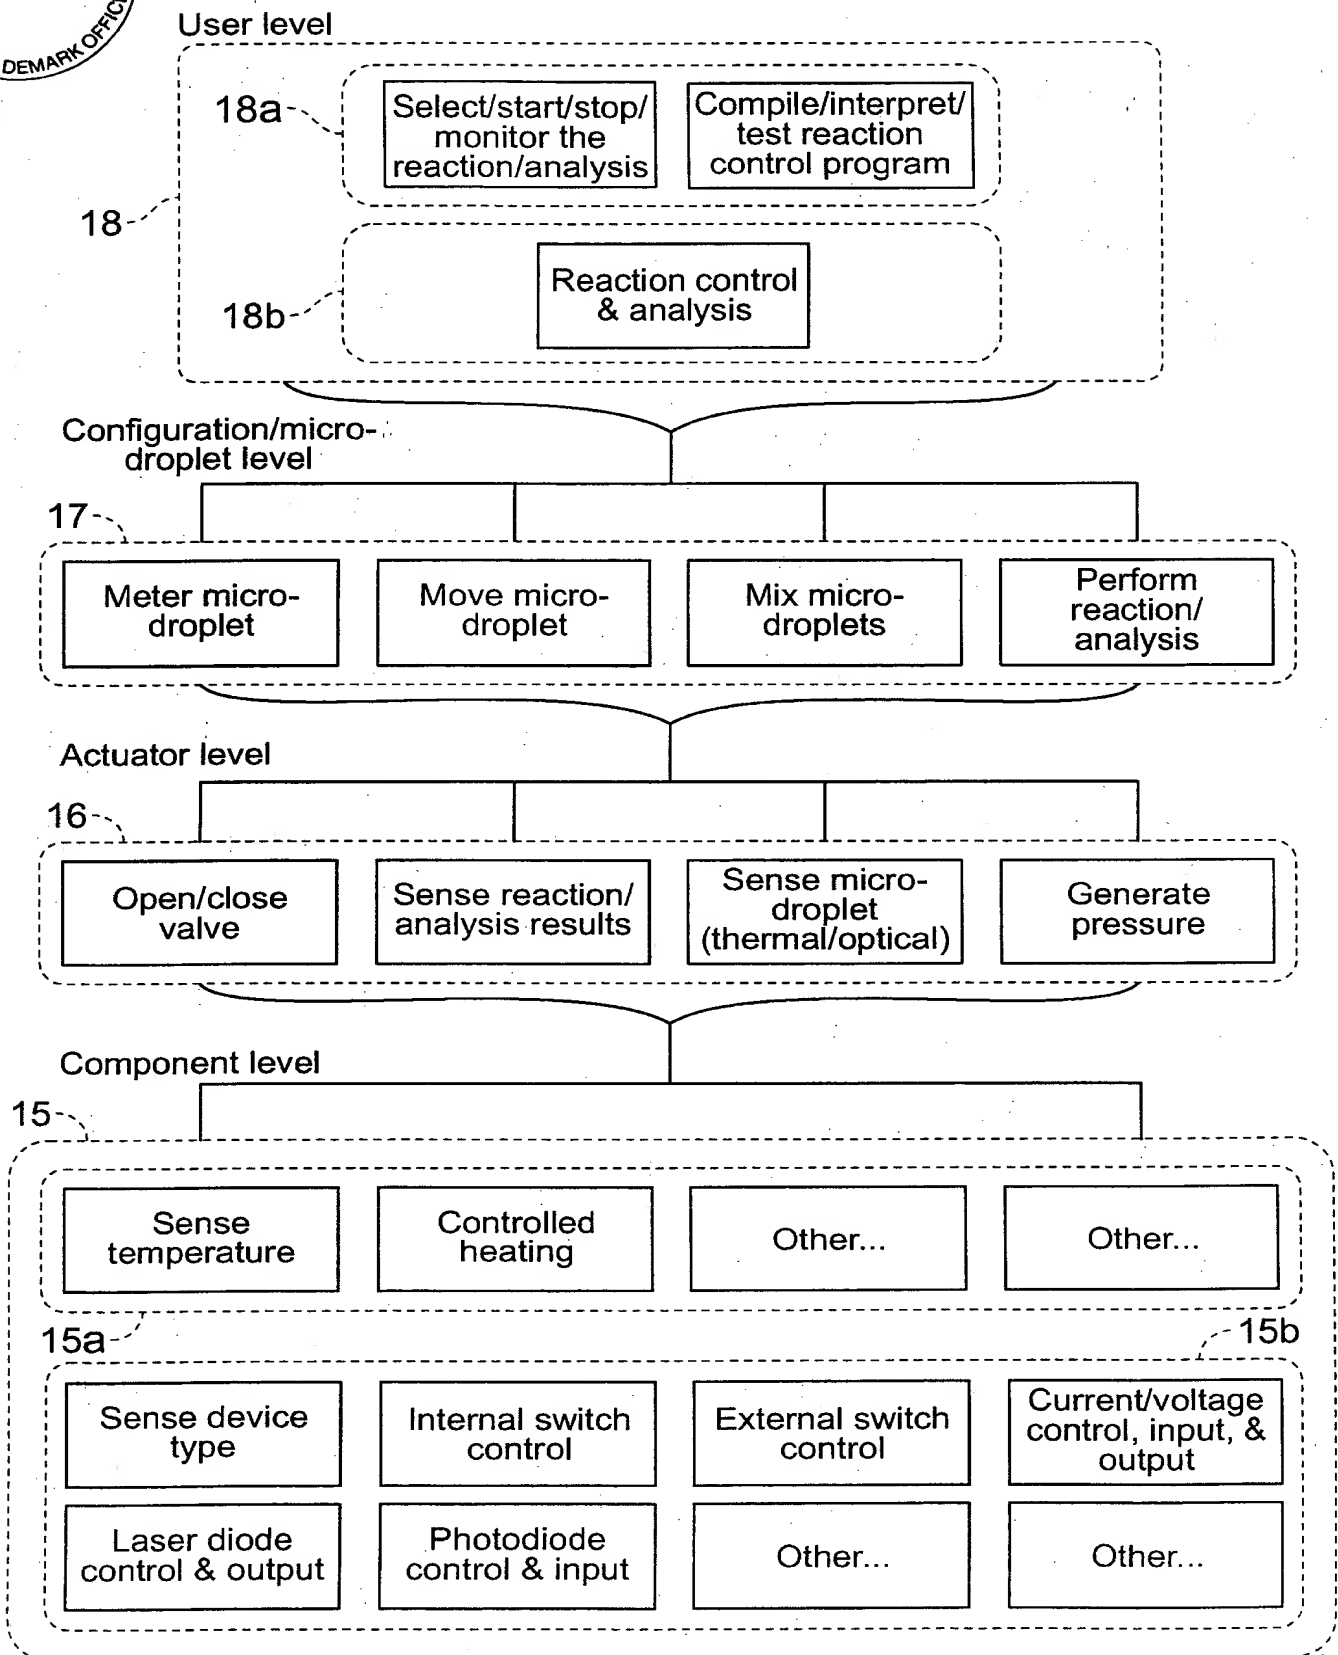 DEMARK OFFIC
User level
18a
Select/start/stop/
monitor the
reaction/analysis
Compile/interpret/
test reaction
control program
18
18b
Reaction control
& analysis
Configuration/micro-
droplet level
17
Meter micro-
droplet
Move micro-
droplet
Mix micro-
droplets
Perform
reaction/
analysis
Actuator level
16
Open/close
valve
Sense reaction/
analysis results
Sense micro-
droplet
(thermal/optical)
Generate
pressure
Component level
15
Sense
temperature
Controlled
heating
Other...
Other...
15a
15b
Sense device
type
Internal switch
control
External switch
control
Current/voltage
control, input, &
output
Laser diode
control & output
Photodiode
control & input
Other...
Other...